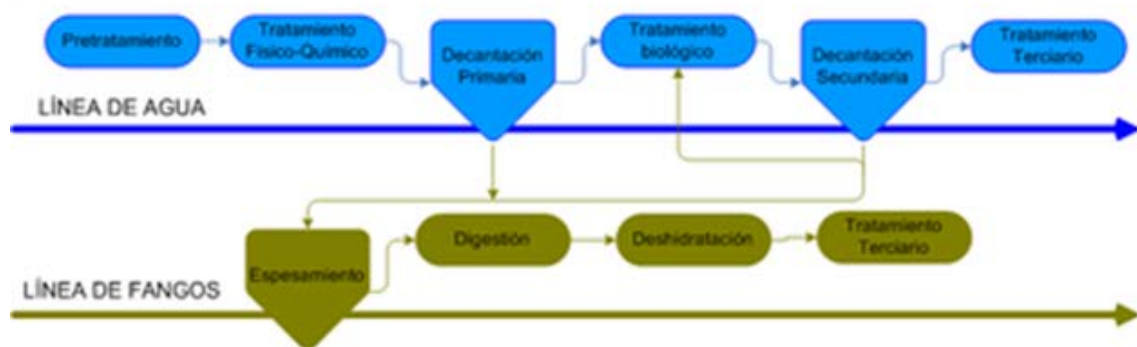 Pretratamiento
Tratamiento
Físico-Químico
Decantación
Primaria
Tratamiento
biológico
Decantación
Secundaria
Tratamiento
Terciario
LÍNEA DE AGUA
Espesamiento
Digestión
Deshidratación
Tratamiento
Terciario
LÍNEA DE FANGOS